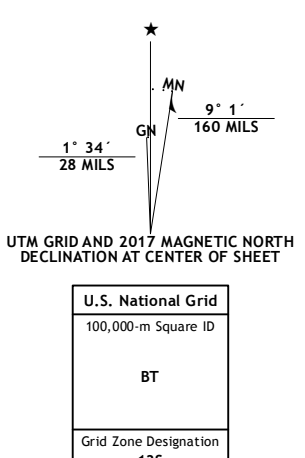 ★
MN
GN
9° 1´
160 MILS
1° 34´
28 MILS
UTM GRID AND 2017 MAGNETIC NORTH
DECLINATION AT CENTER OF SHEET
U.S. National Grid
100,000-m Square ID
BT
Grid Zone Designation